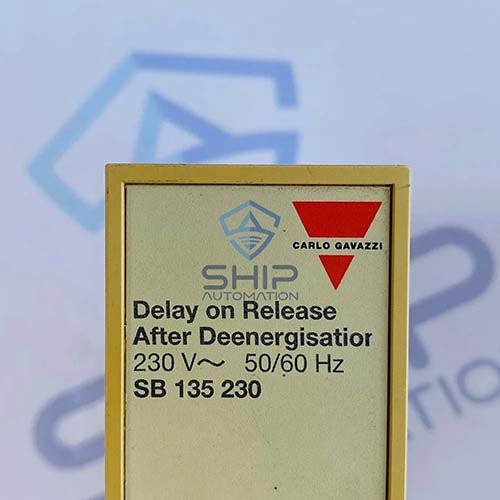 CARLO GAVAZZI
SHIP
AUTOMATION
Delay on Release
After Deenergisatior
230 V~ 50/60 Hz
SB 135 230